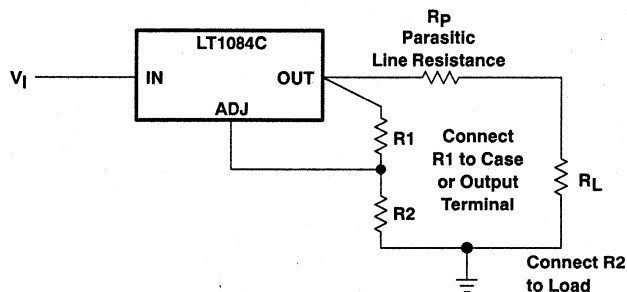 RP
Parasitic
Line Resistance
LT1084C
VI
IN
OUT
ADJ
R1
Connect
R1 to Case
or Output
Terminal
RL
R2
Connect R2
to Load